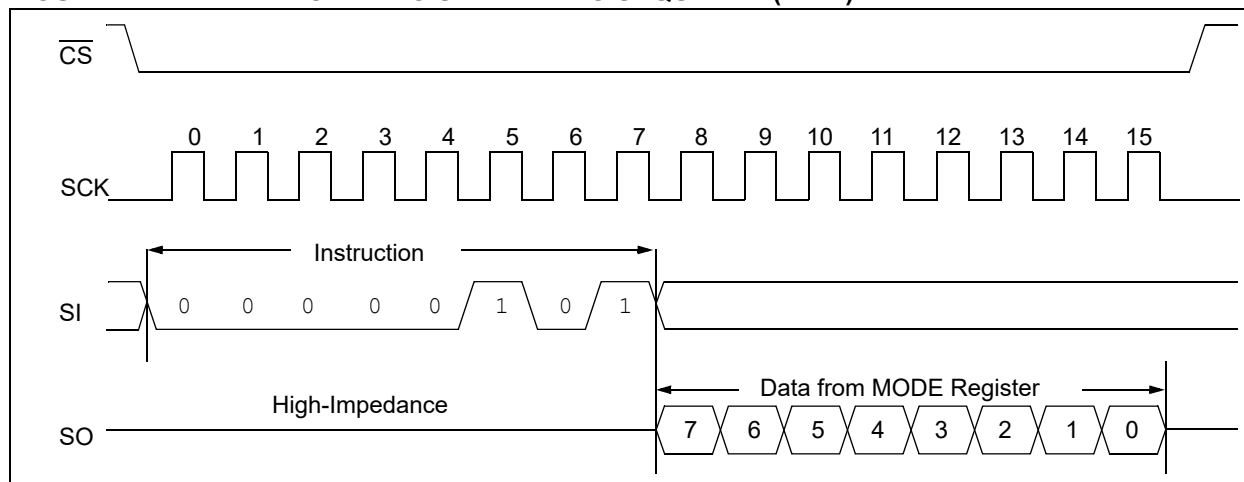 CS
0 1 2 3 4 5 6 7 8 9 10 11 12 13 14 15
SCK
Instruction
SI
0 0 0 0 0 1 0 1
Data from MODE Register
High-Impedance
SO
7 6 5 4 3 2 1 0